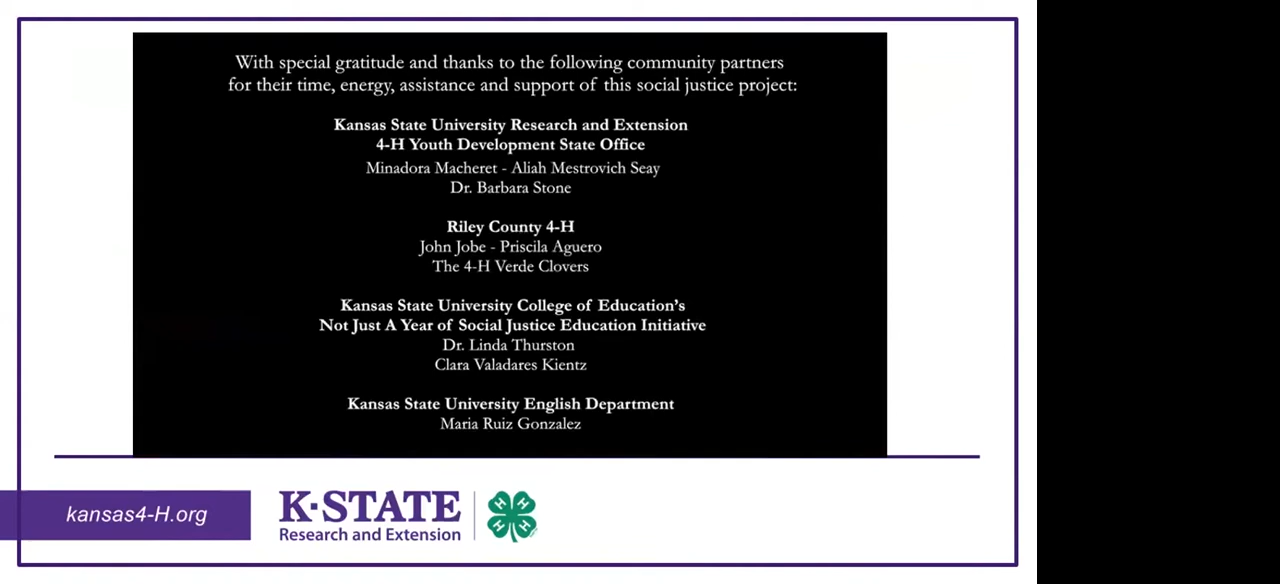 With special gratitude and thanks to the following community partners
for their time, energy, assistance and support of this social justice project:
Kansas State University Research and Extension
4-H Youth Development State Office
Minadora Macheret - Aliah Mestrovich Seay
Dr. Barbara Stone
Riley County 4-H
John Jobe - Priscila Aguero
The 4-H Verde Clovers
Kansas State University College of Education's
Not Just A Year of Social Justice Education Initiative
Dr. Linda Thurston
Clara Valadares Kientz
Kansas State University English Department
Maria Ruiz Gonzalez
kansas4-H.org
K-STATE
Research and Extension
H H H H